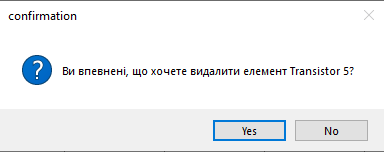 confirmation
Ви впевнені, що хочете видалити елемент Transistor 5?
Yes No